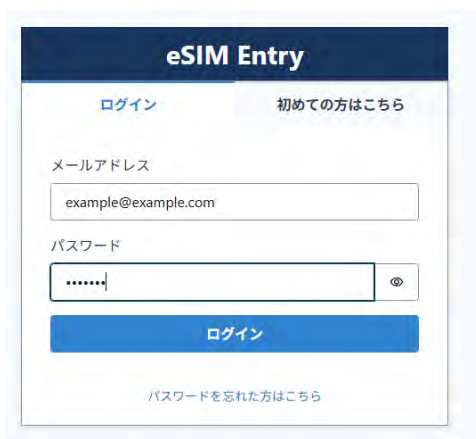 eSIM Entry
ログイン
初めての方はこちら
メールアドレス
example@example.com
パスワード
•••••••
ログイン
パスワードを忘れた方はこちら